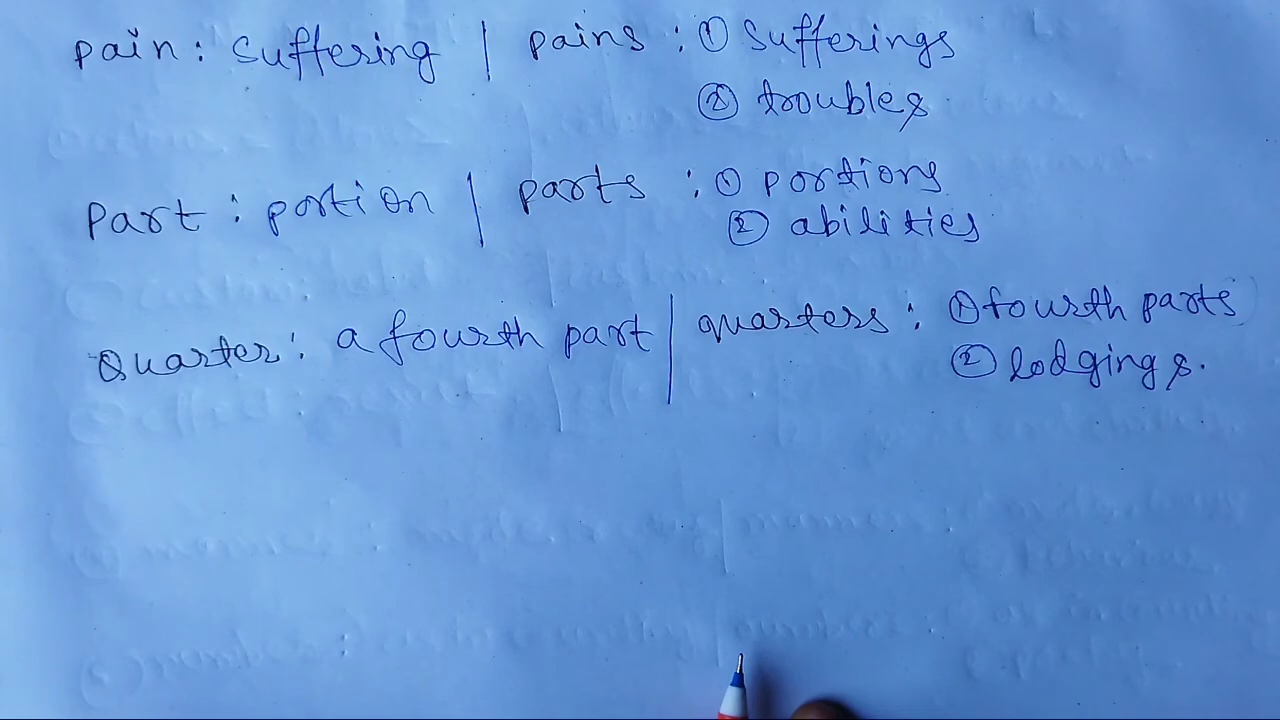 pain: suffering | pains : ① sufferings
② troubles
Part : portion | parts : ① portions
② abilities
Quarter : a fourth part | quarters : ① fourth parts
② lodgings.